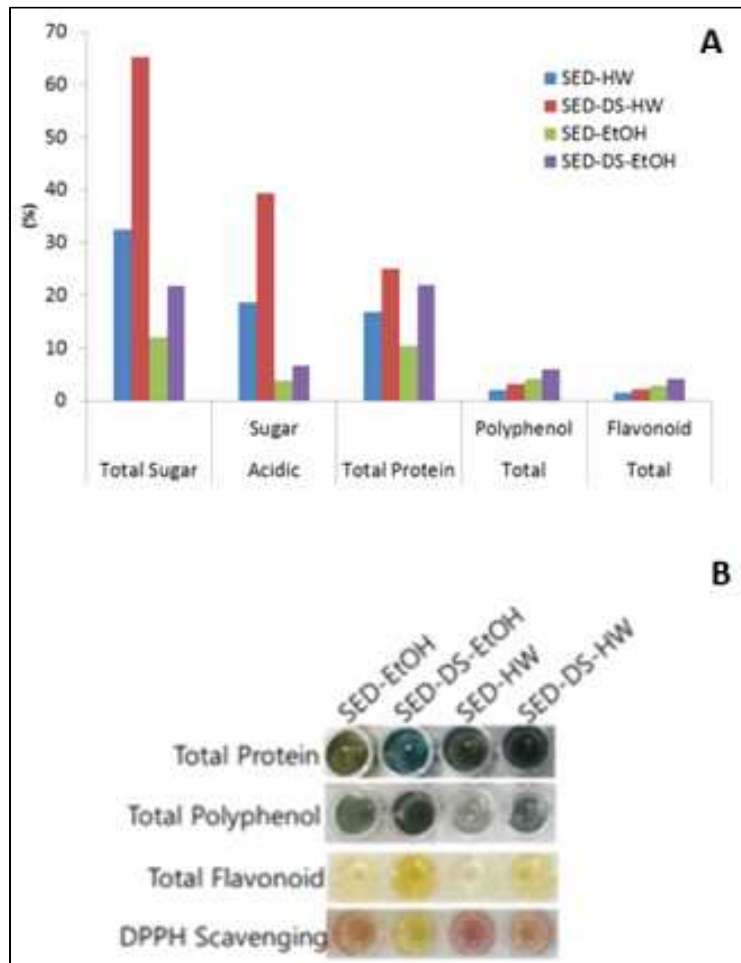 A
70
60
50
40
30
20
10
0
(%)
SED-HW
SED-DS-HW
SED-EtOH
SED-DS-EtOH
Sugar Polyphenol Flavonoid
Total Sugar Acidic Total Protein Total Total
B
SED-EtOH SED-DS-EtOH SED-HW SED-DS-HW
Total Protein
Total Polyphenol
Total Flavonoid
DPPH Scavenging